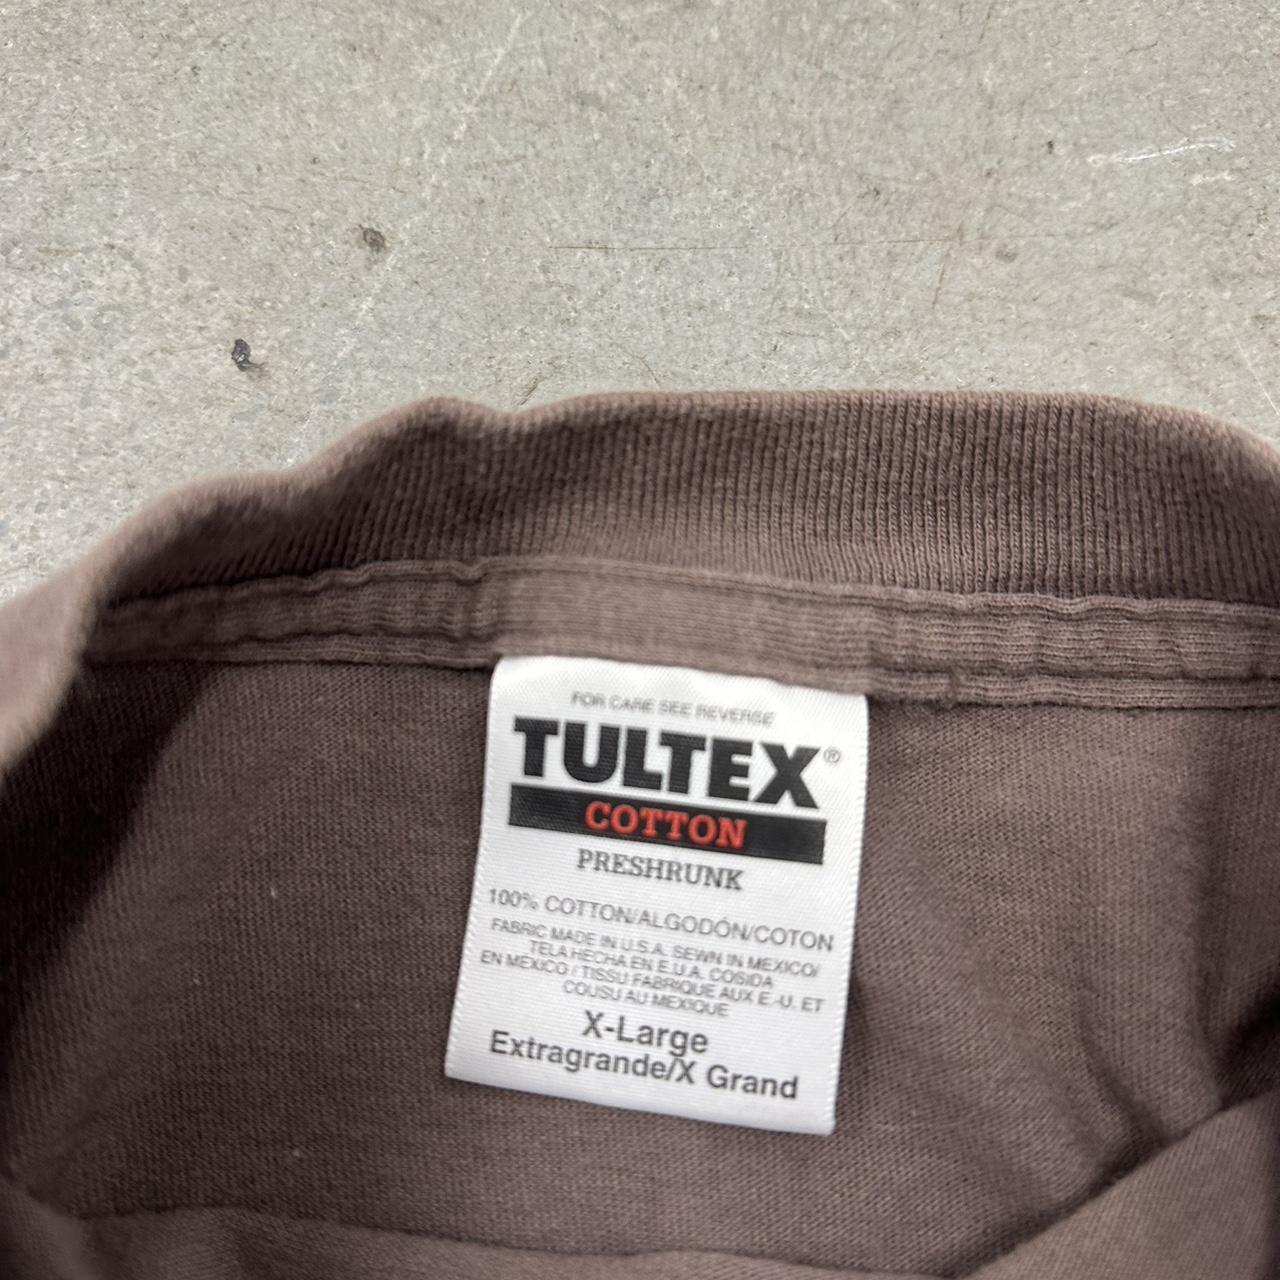 FOR CARE SEE REVERSE
TULTEX®
COTTON
PRESHRUNK
100% COTTON/ALGODÓN/COTON
FABRIC MADE IN U.S.A. SEWN IN MEXICO/
TELA HECHA EN E.U.A. COSIDA
EN MEXICO / TISSU FABRIQUE AUX E.-U. ET
COUSU AU MEXIQUE
X-Large
Extragrande/X Grand